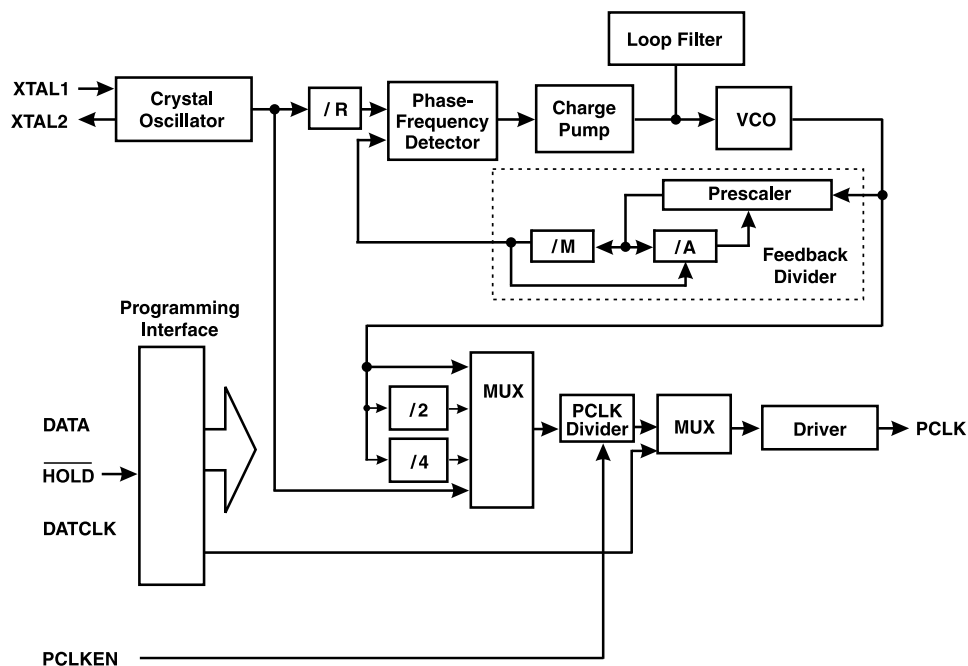 Loop Filter
XTAL1
XTAL2
Crystal
Oscillator
/ R
Phase-
Frequency
Detector
Charge
Pump
VCO
Prescaler
/ M
/ A
Feedback
Divider
Programming
Interface
MUX
/ 2
/ 4
PCLK
Divider
MUX
Driver
PCLK
DATA
HOLD
DATCLK
PCLKEN